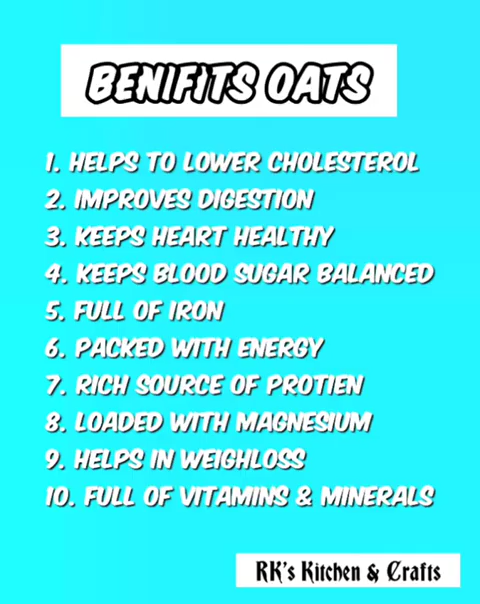 BENIFITS OATS
1. HELPS TO LOWER CHOLESTEROL
2. IMPROVES DIGESTION
3. KEEPS HEART HEALTHY
4. KEEPS BLOOD SUGAR BALANCED
5. FULL OF IRON
6. PACKED WITH ENERGY
7. RICH SOURCE OF PROTIEN
8. LOADED WITH MAGNESIUM
9. HELPS IN WEIGHLOSS
10. FULL OF VITAMINS & MINERALS
RK's Kitchen & Crafts